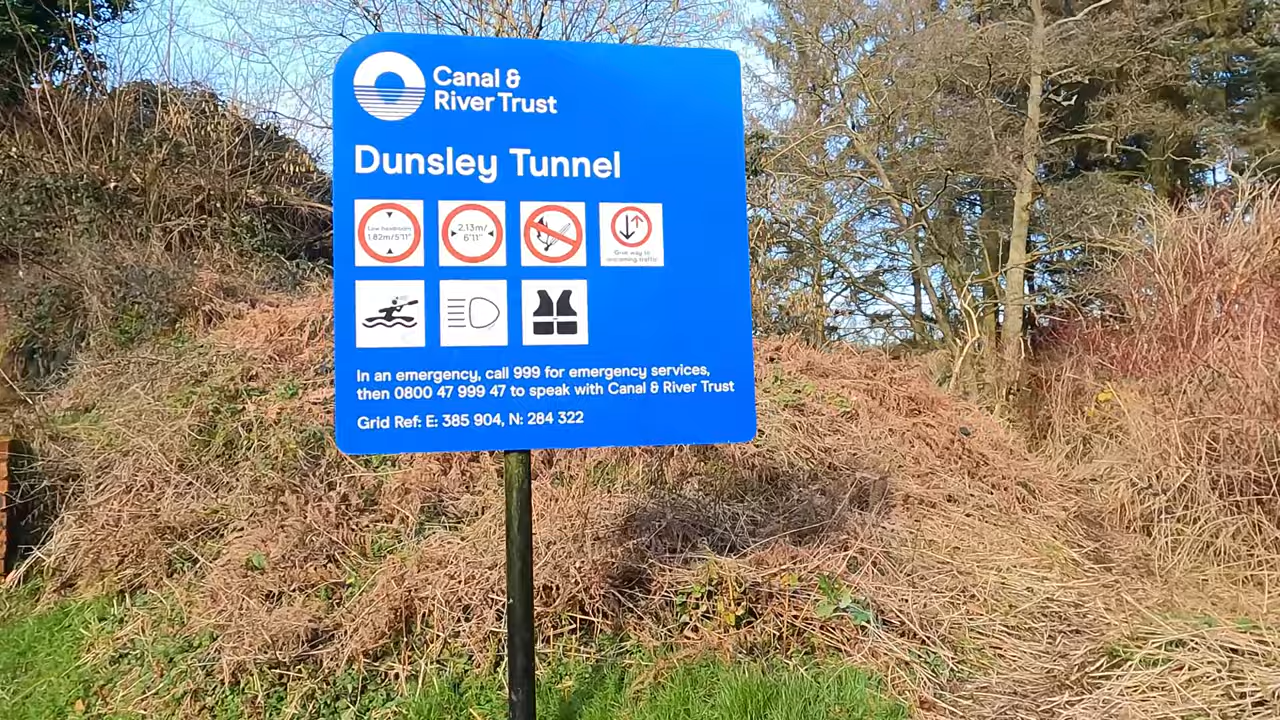 Canal &
River Trust
Dunsley Tunnel
Low headroom
1.82m/5'11"
2.13m/
6'11"
Give way to
oncoming traffic
In an emergency, call 999 for emergency services,
then 0800 47 999 47 to speak with Canal & River Trust
Grid Ref: E: 385 904, N: 284 322